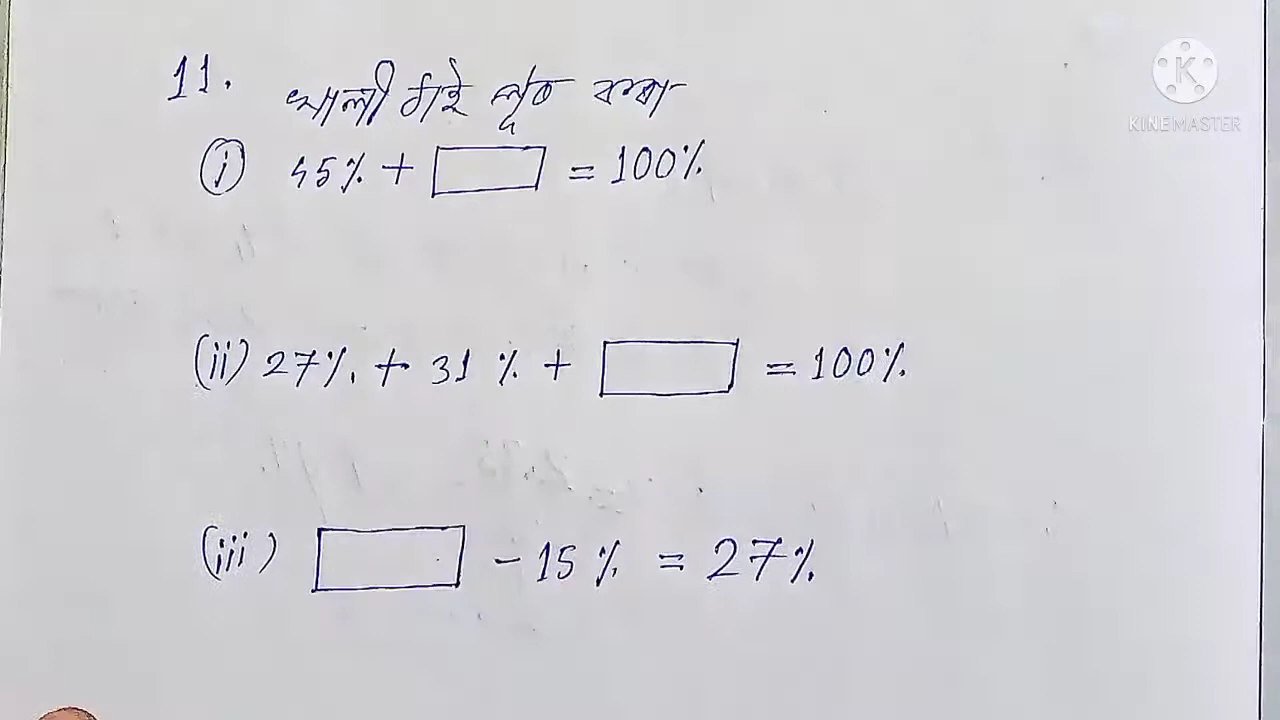 11. খালী ঠাই পূৰ কৰা
(i) 45% + = 100%
(ii) 27% + 31% + = 100%
(iii) - 15% = 27%
KINEMASTER